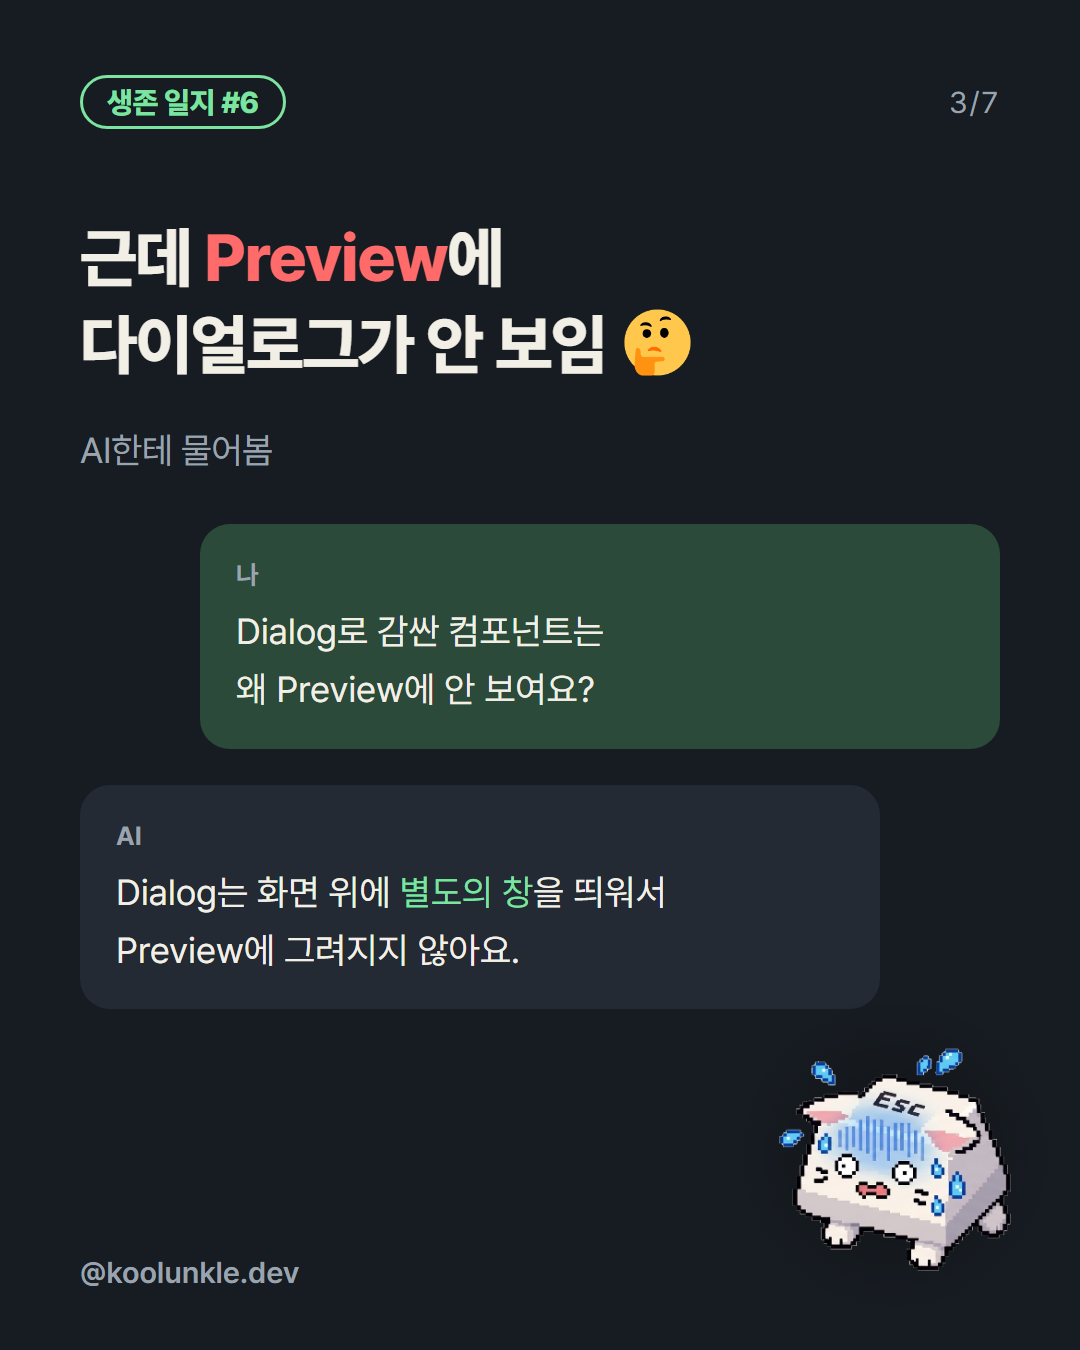 생존 일지 #6
3/7
근데 Preview에
다이얼로그가 안 보임 🤔
AI한테 물어봄
나
Dialog로 감싼 컴포넌트는
왜 Preview에 안 보여요?
AI
Dialog는 화면 위에 별도의 창을 띄워서
Preview에 그려지지 않아요.
Esc
@koolunkle.dev